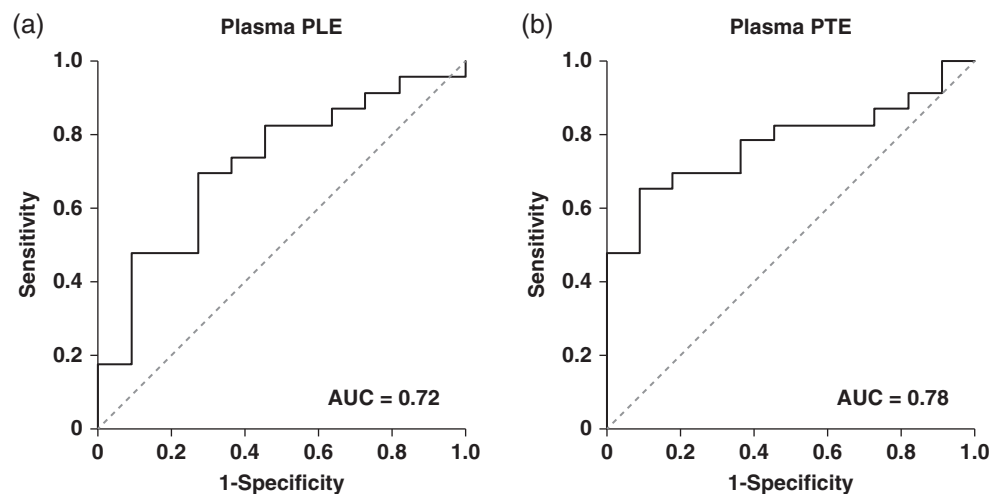 (a) Plasma PLE
1.0
0.8
0.6
0.4
0.2
0
Sensitivity
AUC = 0.72
0 0.2 0.4 0.6 0.8 1.0
1-Specificity
(b) Plasma PTE
1.0
0.8
0.6
0.4
0.2
0
Sensitivity
AUC = 0.78
0 0.2 0.4 0.6 0.8 1.0
1-Specificity